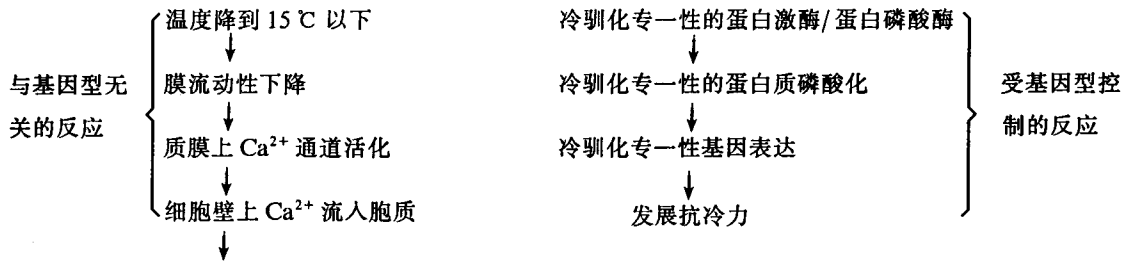 与基因型无
关的反应
温度降到 15 ℃ 以下
膜流动性下降
质膜上 Ca²⁺ 通道活化
细胞壁上 Ca²⁺ 流入胞质
冷驯化专一性的蛋白激酶/蛋白磷酸酶
冷驯化专一性的蛋白质磷酸化
冷驯化专一性基因表达
发展抗冷力
受基因型控
制的反应